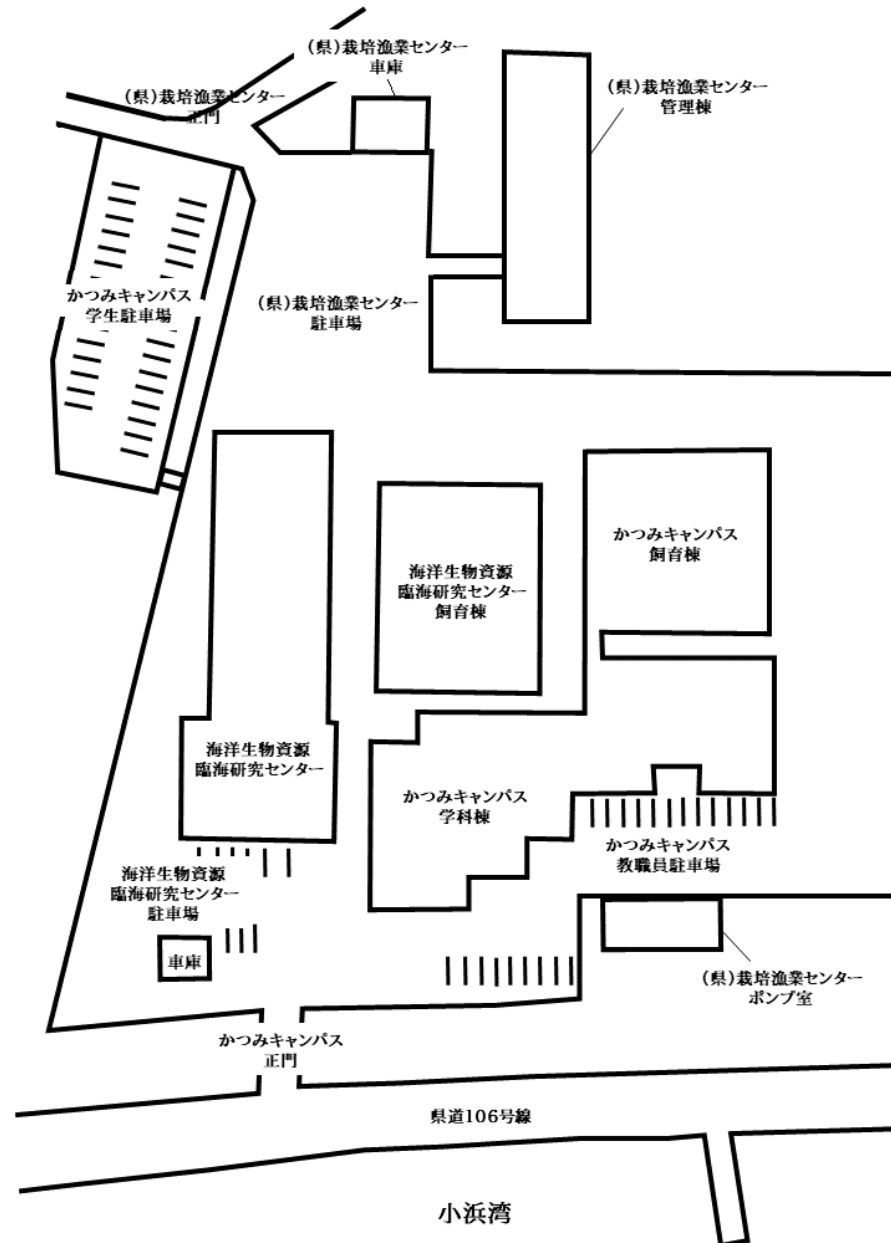 (県)栽培漁業センター
車庫
(県)栽培漁業センター
正門
(県)栽培漁業センター
管理棟
かつみキャンパス
学生駐車場
(県)栽培漁業センター
駐車場
かつみキャンパス
飼育棟
海洋生物資源
臨海研究センター
飼育棟
海洋生物資源
臨海研究センター
かつみキャンパス
学科棟
かつみキャンパス
教職員駐車場
海洋生物資源
臨海研究センター
駐車場
車庫
(県)栽培漁業センター
ポンプ室
かつみキャンパス
正門
県道106号線
小浜湾